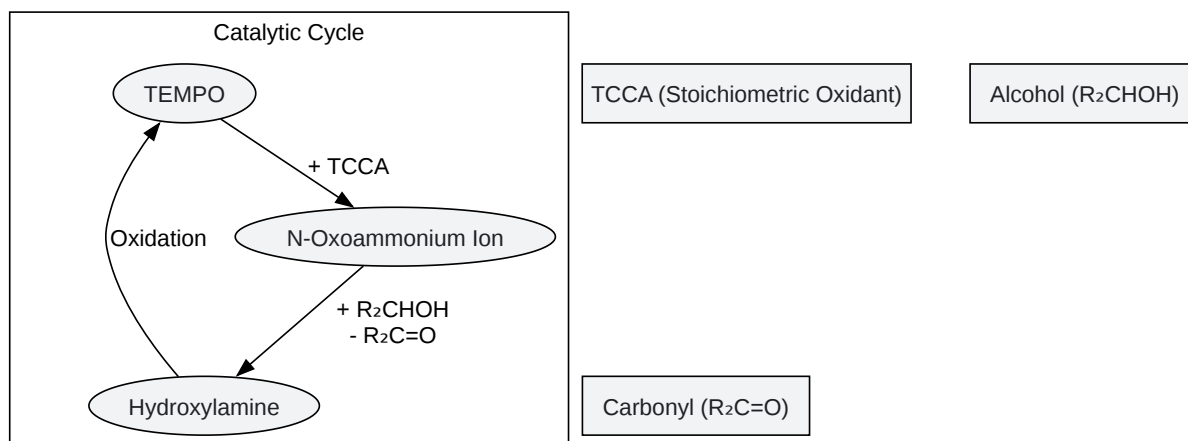 Catalytic Cycle
TEMPO
TCCA (Stoichiometric Oxidant)
Alcohol (R₂CHOH)
+ TCCA
Oxidation
N-Oxoammonium Ion
+ R₂CHOH
- R₂C=O
Hydroxylamine
Carbonyl (R₂C=O)